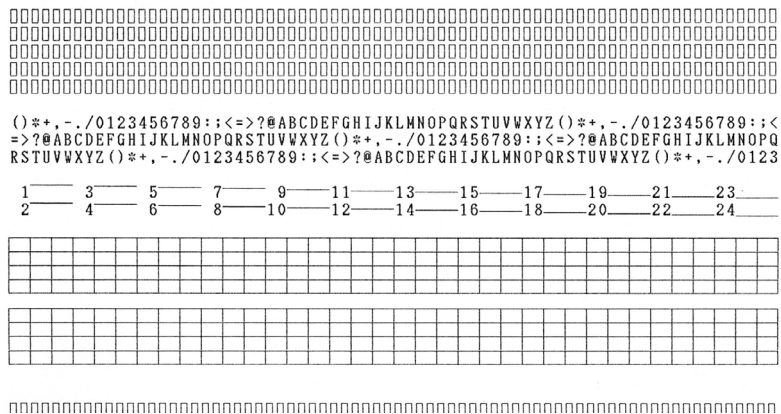 ()*+,-./0123456789:;<=>?@ABCDEFGHIJKLMNOPQRSTUVWXYZ()*+,-./0123456789:;<
=>?@ABCDEFGHIJKLMNOPQRSTUVWXYZ()*+,-./0123456789:;<=>?@ABCDEFGHIJKLMNOPQ
RSTUVWXYZ()*+,-./0123456789:;<=>?@ABCDEFGHIJKLMNOPQRSTUVWXYZ()*+,-./0123
1 3 5 7 9 11 13 15 17 19 21 23
2 4 6 8 10 12 14 16 18 20 22 24